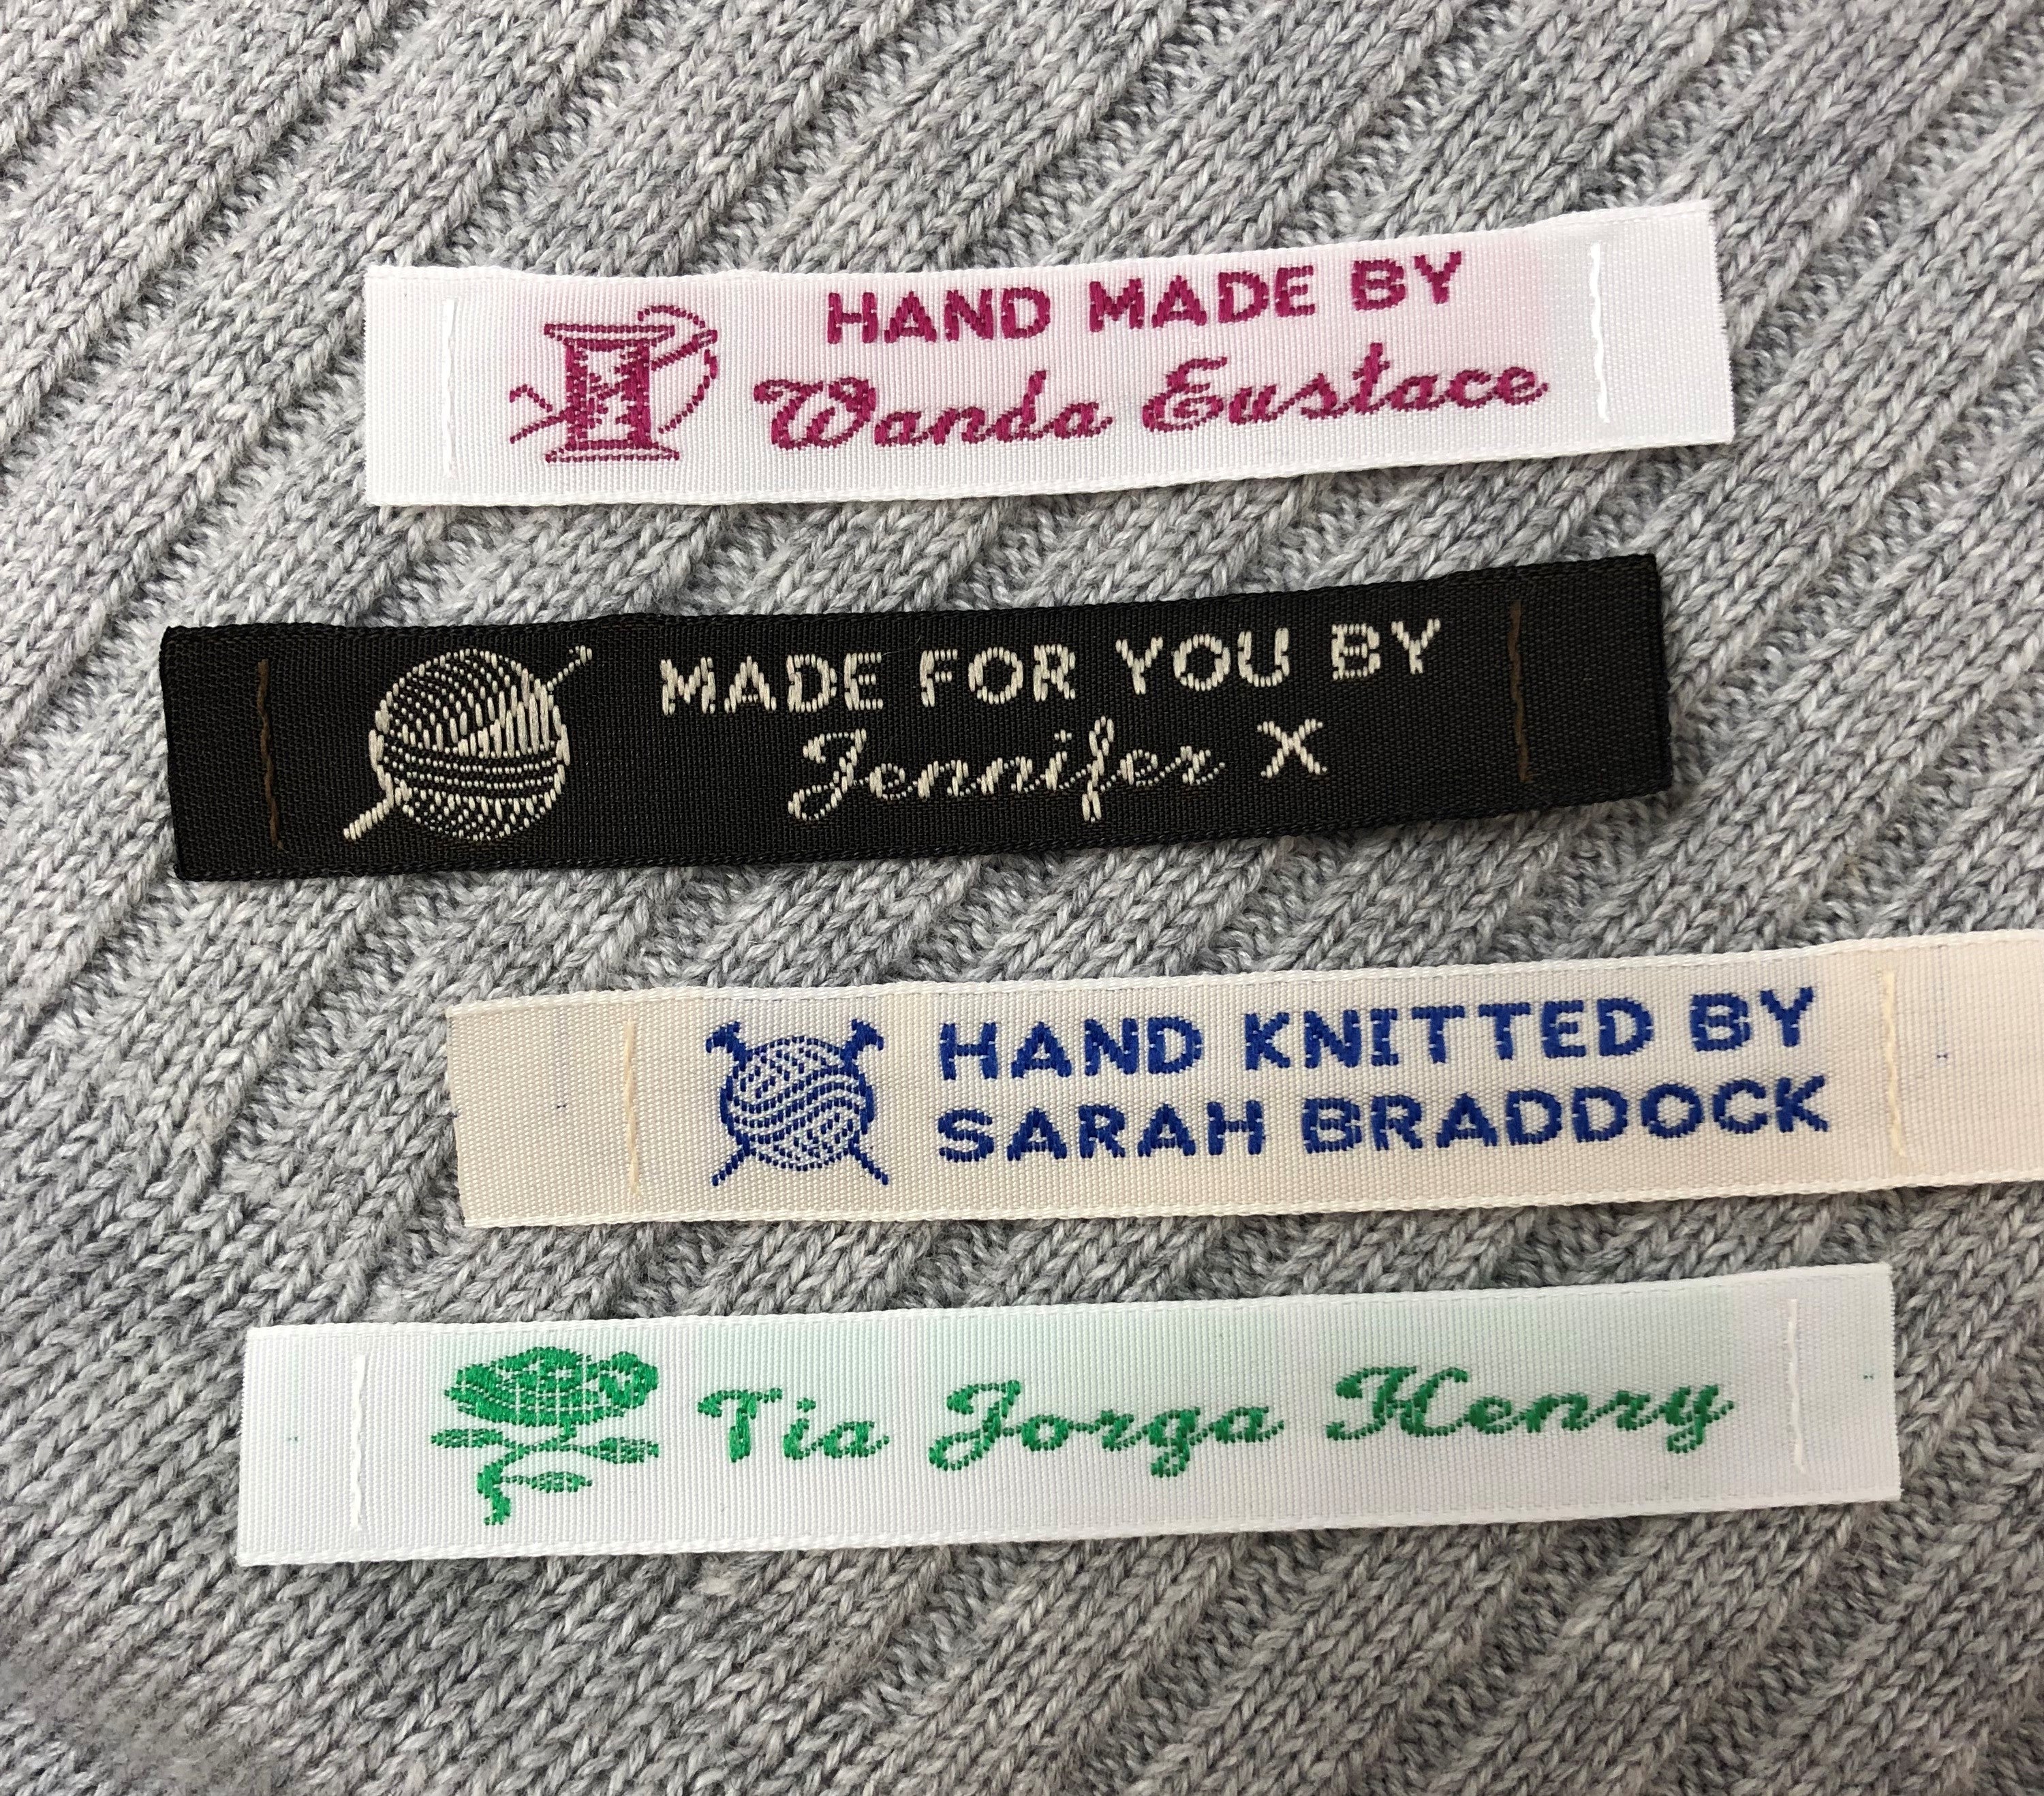 HAND MADE BY
Wanda Eustace
MADE FOR YOU BY
Jennifer X
HAND KNITTED BY
SARAH BRADDOCK
Tia Jorga Henry